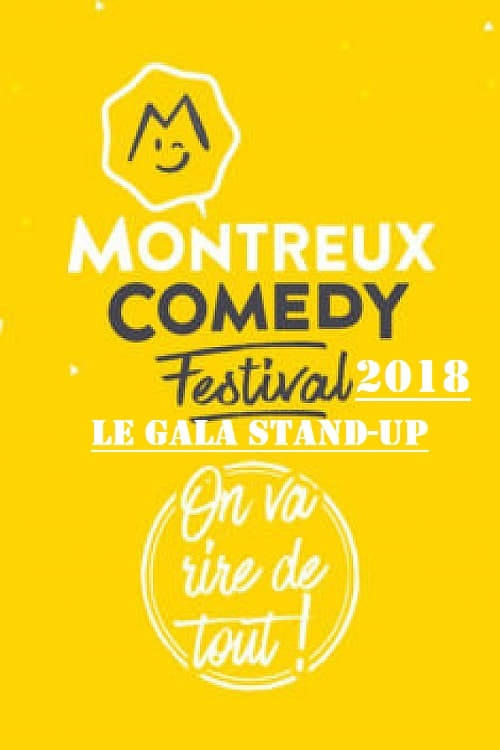 MONTREUX
COMEDY
Festival 2018
LE GALA STAND-UP
On va
rire de
tout !